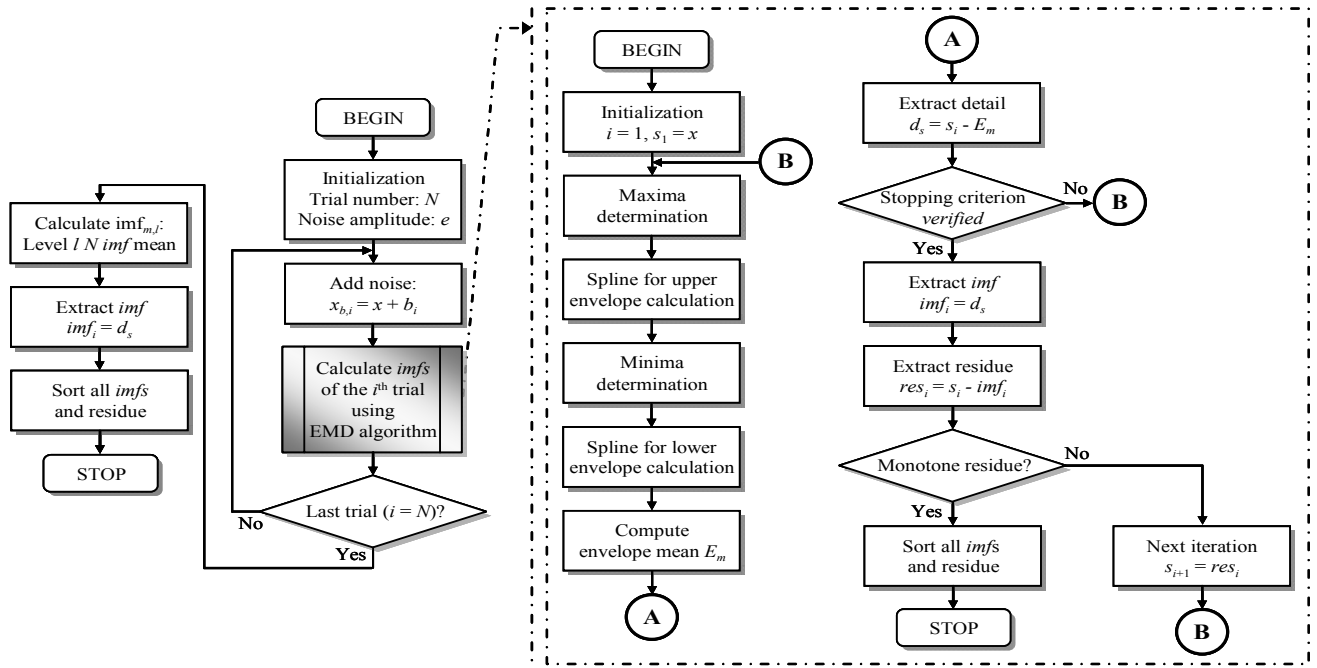 BEGIN
Initialization
Trial number: N
Noise amplitude: e
Add noise:
x_{b,i} = x + b_i
Calculate imfs
of the i^{th} trial
using
EMD algorithm
Last trial (i = N)?
No
Yes
Calculate imf_{m,l}:
Level l N imf mean
Extract imf
imf_i = d_s
Sort all imfs
and residue
STOP
BEGIN
Initialization
i = 1, s_1 = x
B
Maxima
determination
Spline for upper
envelope calculation
Minima
determination
Spline for lower
envelope calculation
Compute
envelope mean E_m
A
A
Extract detail
d_s = s_i - E_m
Stopping criterion
verified
No
B
Yes
Extract imf
imf_i = d_s
Extract residue
res_i = s_i - imf_i
Monotone residue?
No
Yes
Sort all imfs
and residue
STOP
Next iteration
s_{i+1} = res_i
B